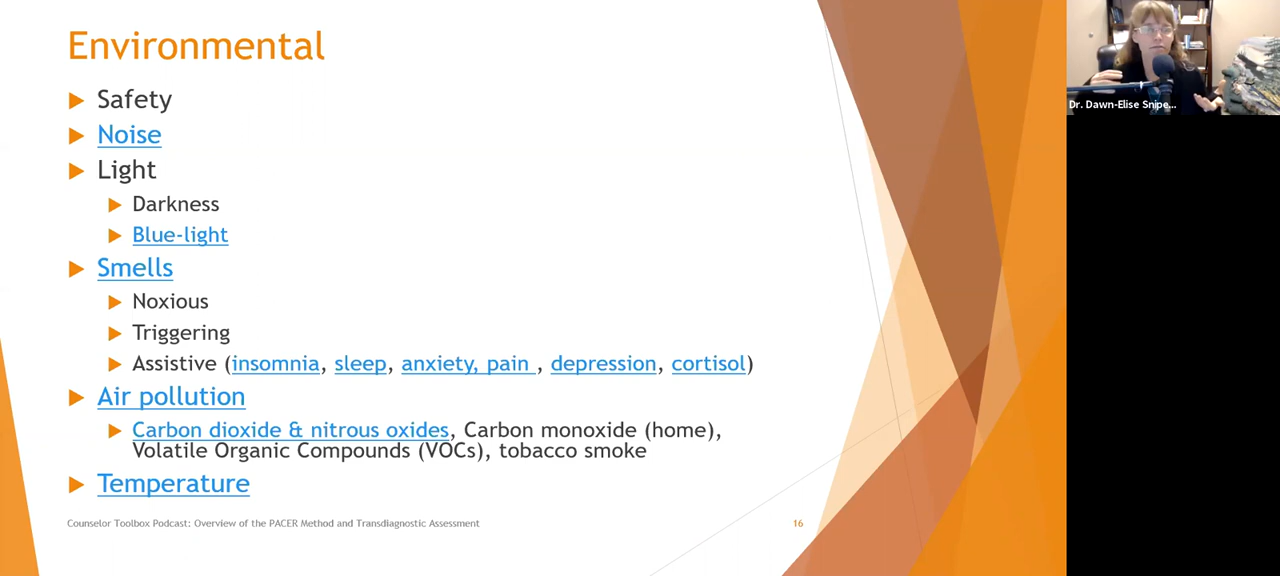 Environmental
Safety
Noise
Light
Darkness
Blue-light
Smells
Noxious
Triggering
Assistive (insomnia, sleep, anxiety, pain , depression, cortisol)
Air pollution
Carbon dioxide & nitrous oxides, Carbon monoxide (home),
Volatile Organic Compounds (VOCs), tobacco smoke
Temperature
Counselor Toolbox Podcast: Overview of the PACER Method and Transdiagnostic Assessment
16
Dr. Dawn-Elise Snipe...